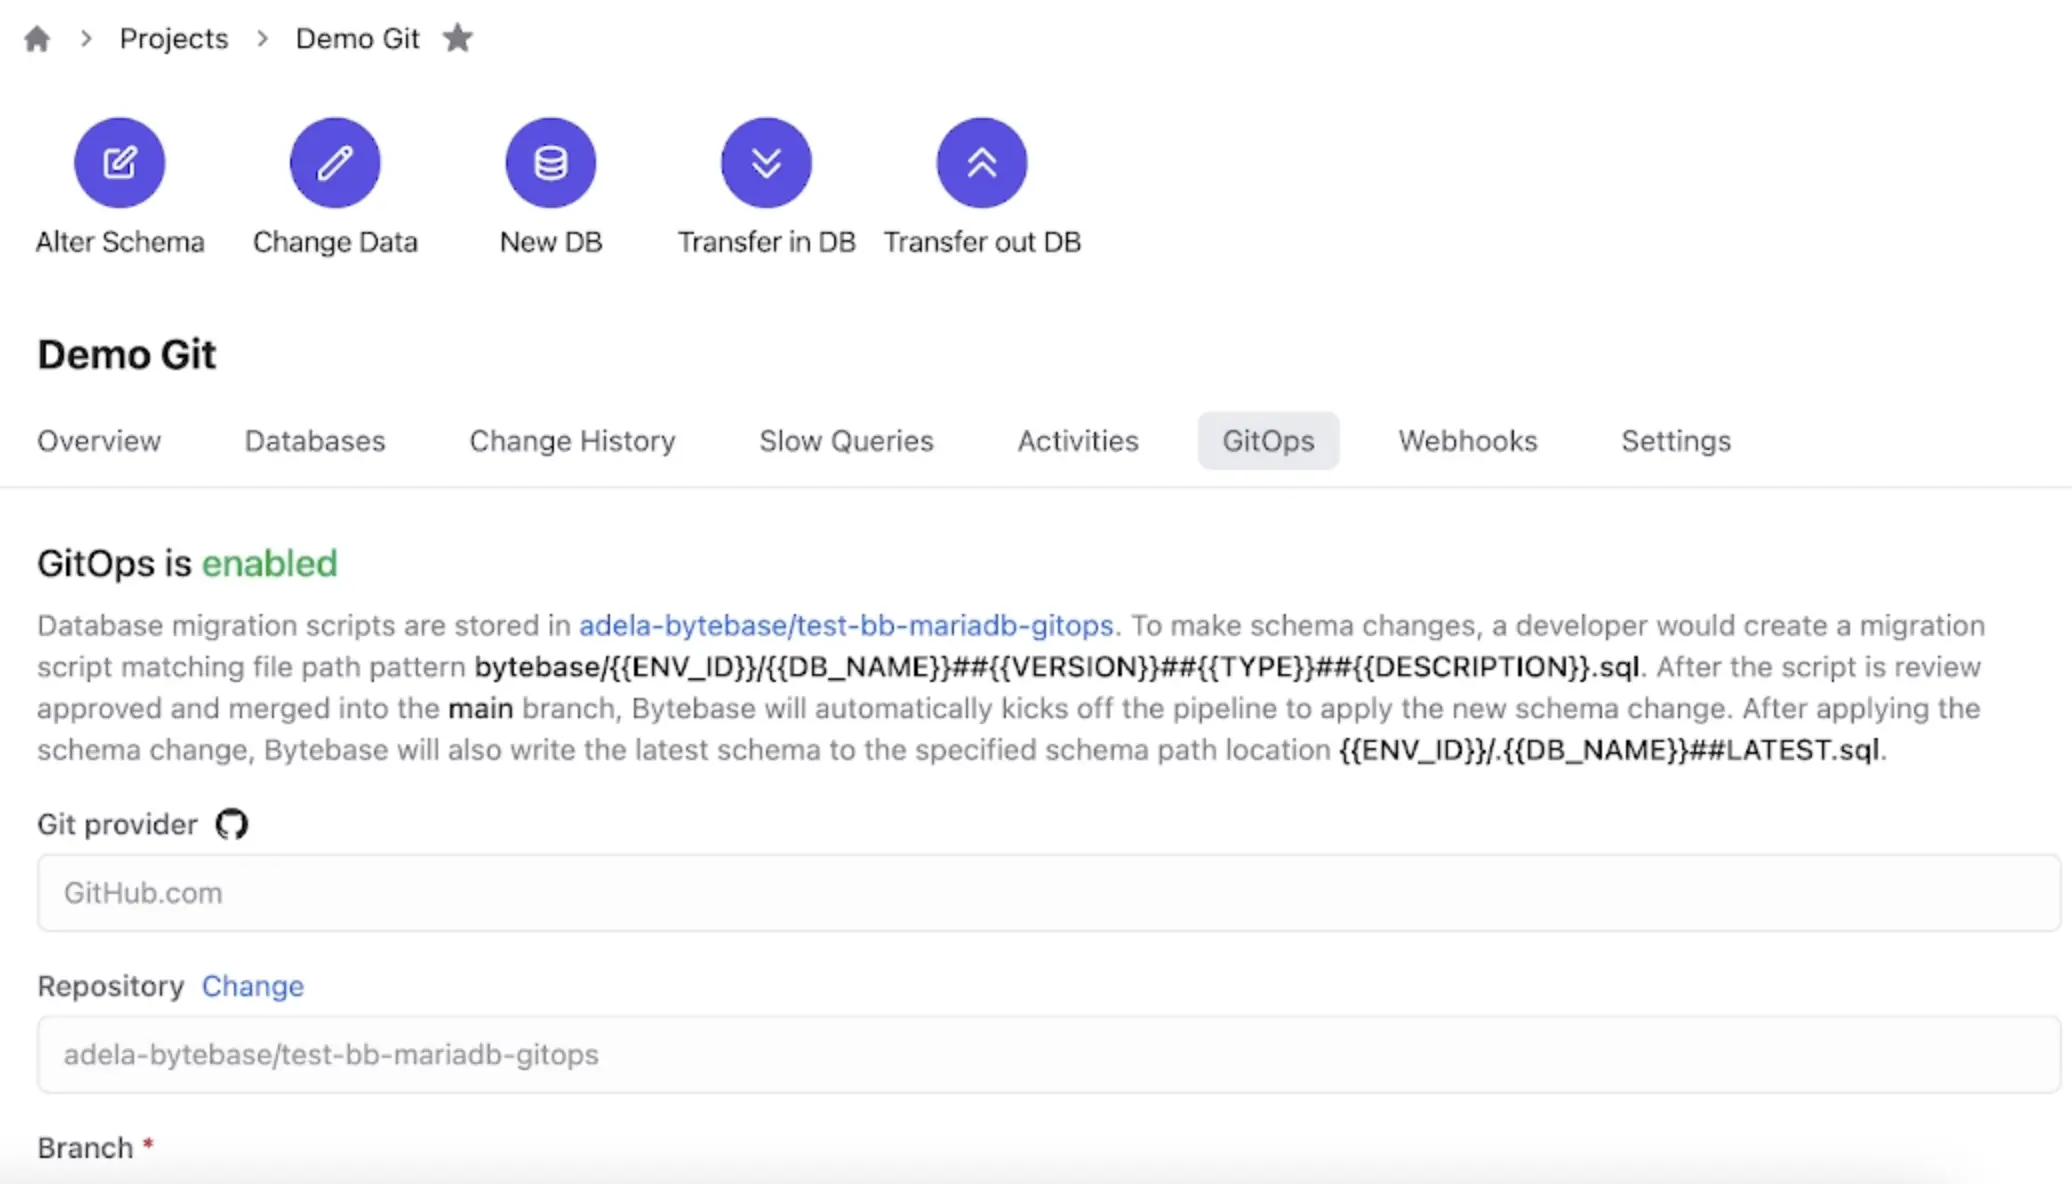 Projects Demo Git
Alter Schema Change Data New DB Transfer in DB Transfer out DB
Demo Git
Overview Databases Change History Slow Queries Activities GitOps Webhooks Settings
GitOps is enabled
Database migration scripts are stored in adela-bytebase/test-bb-mariadb-gitops. To make schema changes, a developer would create a migration
script matching file path pattern bytebase/{{ENV_ID}}/{{DB_NAME}}##{{VERSION}}##{{TYPE}}##{{DESCRIPTION}}.sql. After the script is review
approved and merged into the main branch, Bytebase will automatically kicks off the pipeline to apply the new schema change. After applying the
schema change, Bytebase will also write the latest schema to the specified schema path location {{ENV_ID}}/.{{DB_NAME}}##LATEST.sql.
Git provider
GitHub.com
Repository Change
adela-bytebase/test-bb-mariadb-gitops
Branch *